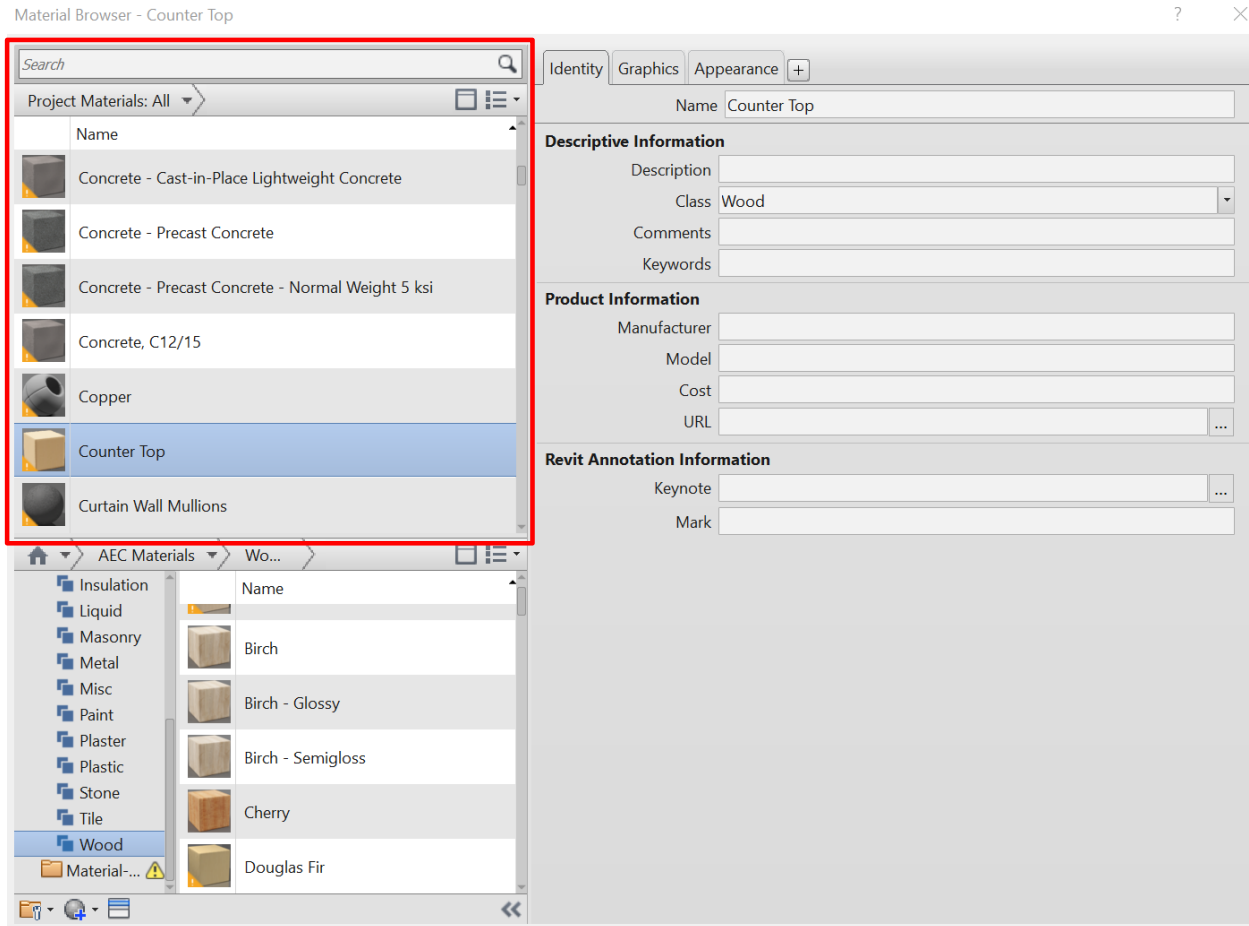 Material Browser - Counter Top
?
Search
Project Materials: All
Name
Concrete - Cast-in-Place Lightweight Concrete
Concrete - Precast Concrete
Concrete - Precast Concrete - Normal Weight 5 ksi
Concrete, C12/15
Copper
Counter Top
Curtain Wall Mullions
AEC Materials
Wo...
Insulation
Liquid
Masonry
Metal
Misc
Paint
Plaster
Plastic
Stone
Tile
Wood
Material-...
Name
Birch
Birch - Glossy
Birch - Semigloss
Cherry
Douglas Fir
Identity Graphics Appearance +
Name Counter Top
Descriptive Information
Description
Class Wood
Comments
Keywords
Product Information
Manufacturer
Model
Cost
URL ...
Revit Annotation Information
Keynote ...
Mark